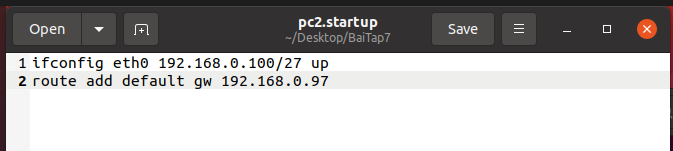 Open
pc2.startup
~/Desktop/BaiTap7
Save
1 ifconfig eth0 192.168.0.100/27 up
2 route add default gw 192.168.0.97